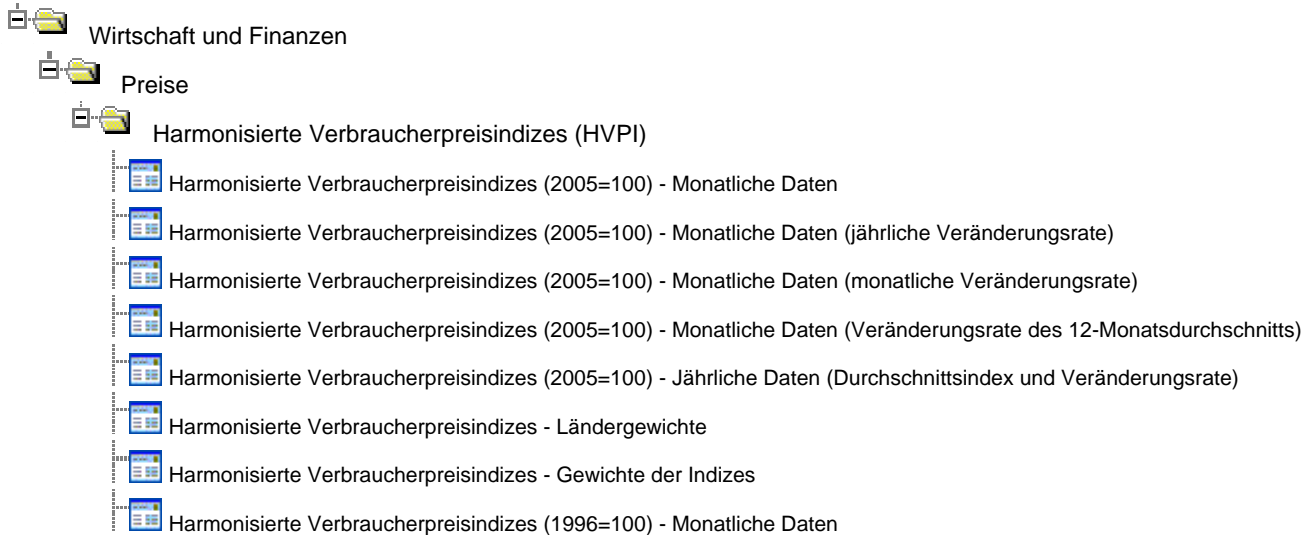 Wirtschaft und Finanzen
Preise
Harmonisierte Verbraucherpreisindizes (HVPI)
Harmonisierte Verbraucherpreisindizes (2005=100) - Monatliche Daten
Harmonisierte Verbraucherpreisindizes (2005=100) - Monatliche Daten (jährliche Veränderungsrate)
Harmonisierte Verbraucherpreisindizes (2005=100) - Monatliche Daten (monatliche Veränderungsrate)
Harmonisierte Verbraucherpreisindizes (2005=100) - Monatliche Daten (Veränderungsrate des 12-Monatsdurchschnitts)
Harmonisierte Verbraucherpreisindizes (2005=100) - Jährliche Daten (Durchschnittsindex und Veränderungsrate)
Harmonisierte Verbraucherpreisindizes - Ländergewichte
Harmonisierte Verbraucherpreisindizes - Gewichte der Indizes
Harmonisierte Verbraucherpreisindizes (1996=100) - Monatliche Daten